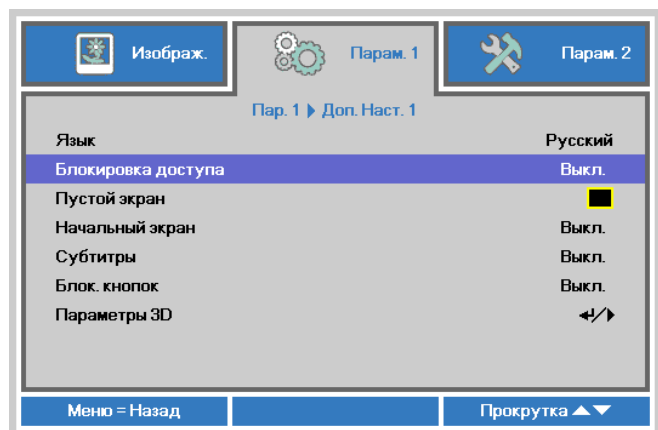 Изображ.
Парам. 1
Парам. 2
Пар. 1 Доп. Наст. 1
Язык Русский
Блокировка доступа Выкл.
Пустой экран
Начальный экран Выкл.
Субтитры Выкл.
Блок. кнопок Выкл.
Параметры 3D
Меню = Назад
Прокрутка